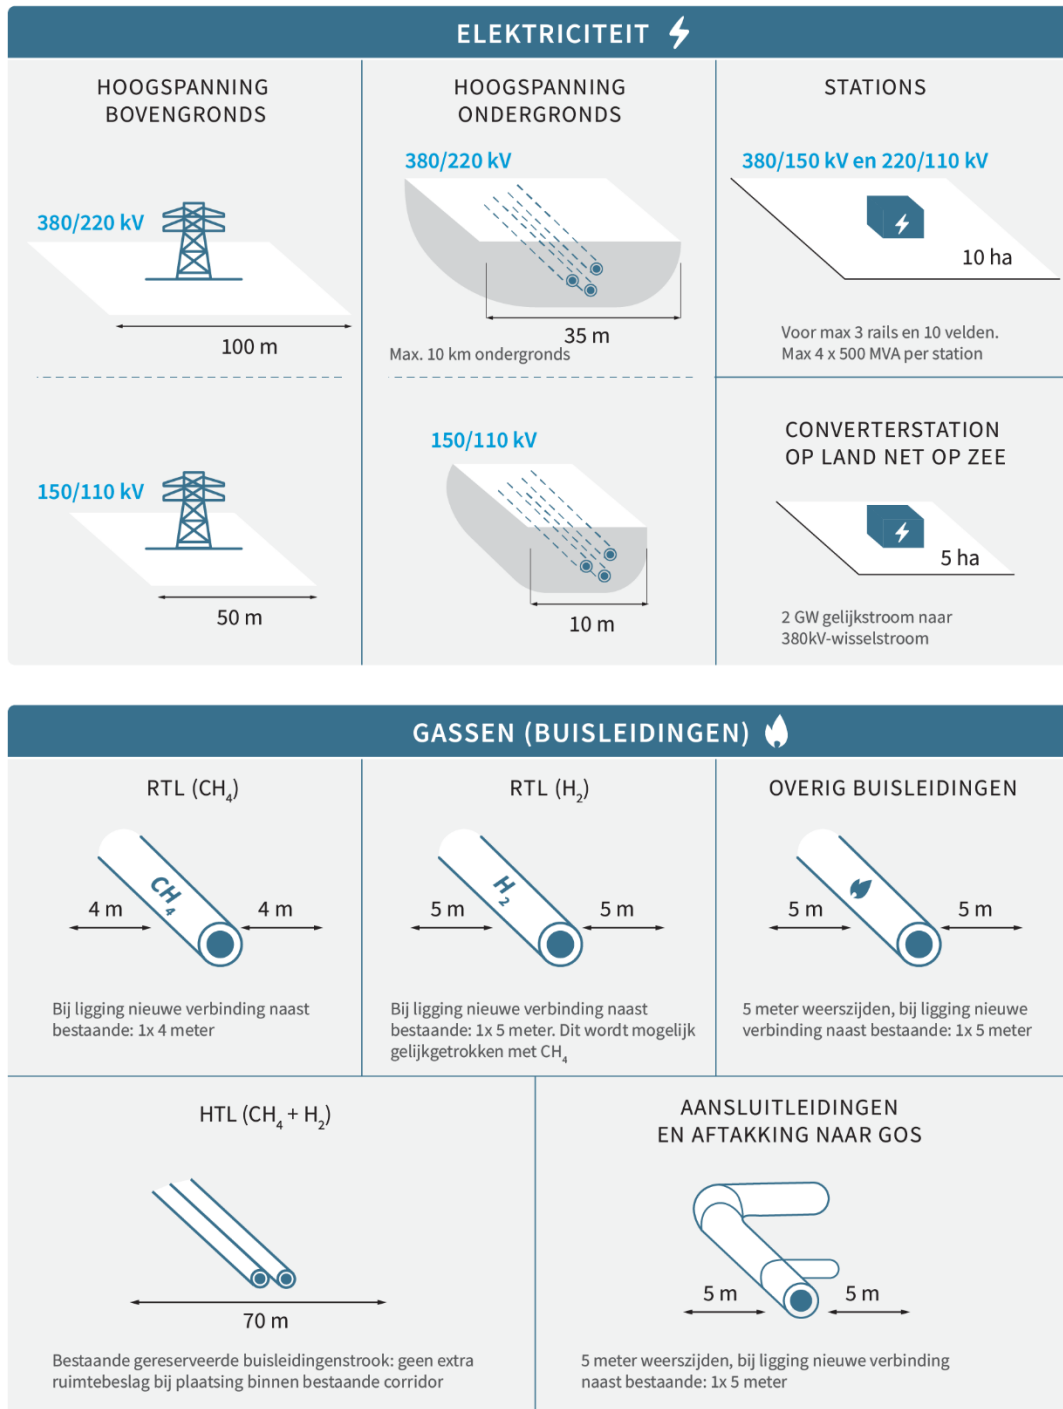 ELEKTRICITEIT
HOOGSPANNING
BOVENGRONDS
380/220 kV
100 m
150/110 kV
50 m
HOOGSPANNING
ONDERGRONDS
380/220 kV
35 m
Max. 10 km ondergronds
150/110 kV
10 m
STATIONS
380/150 kV en 220/110 kV
10 ha
Voor max 3 rails en 10 velden.
Max 4 x 500 MVA per station
CONVERTERSTATION
OP LAND NET OP ZEE
5 ha
2 GW gelijkstroom naar
380kV-wisselstroom
GASSEN (BUISLEIDINGEN)
RTL (CH₄)
CH₄
4 m
4 m
Bij ligging nieuwe verbinding naast
bestaande: 1x 4 meter
RTL (H₂)
H₂
5 m
5 m
Bij ligging nieuwe verbinding naast
bestaande: 1x 5 meter. Dit wordt mogelijk
gelijkgetrokken met CH₄
OVERIG BUISLEIDINGEN
5 m
5 m
5 meter weerszijden, bij ligging nieuwe
verbinding naast bestaande: 1x 5 meter
HTL (CH₄ + H₂)
70 m
Bestaande gereserveerde buisleidingenstrook: geen extra
ruimtebeslag bij plaatsing binnen bestaande corridor
AANSLUITLEIDINGEN
EN AFTAKKING NAAR GOS
5 m
5 m
5 meter weerszijden, bij ligging nieuwe verbinding
naast bestaande: 1x 5 meter